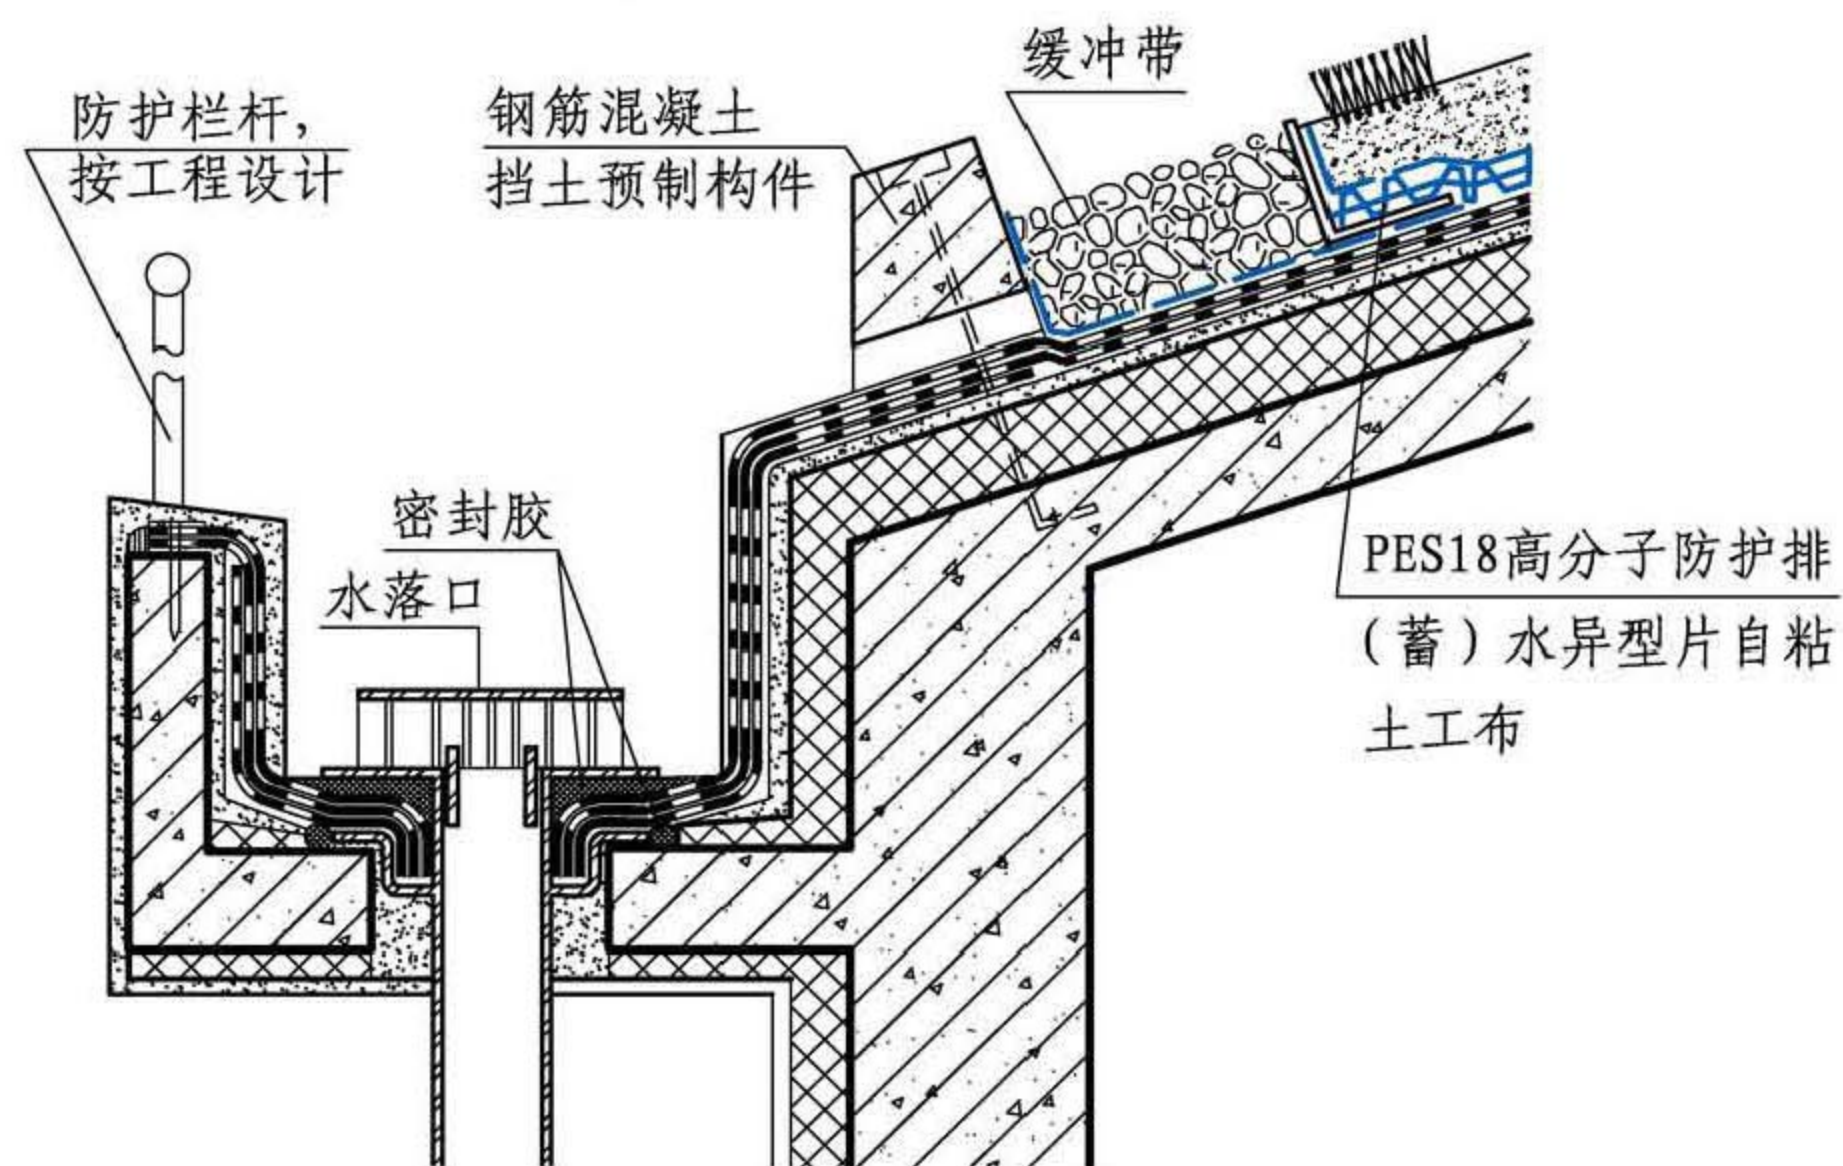 缓冲带
防护栏杆,
按工程设计
钢筋混凝土
挡土预制构件
密封胶
水落口
PES18高分子防护排
(蓄)水异型片自粘
土工布